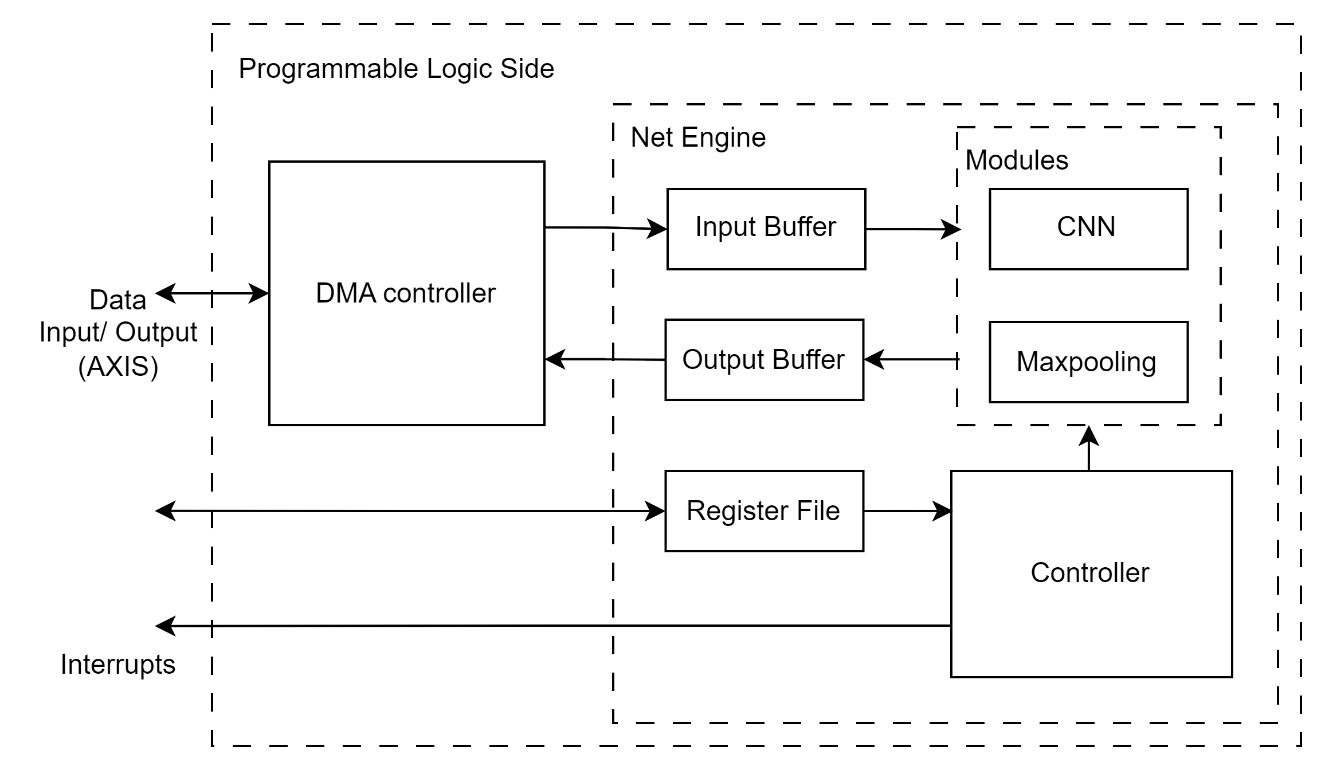 Programmable Logic Side
Net Engine
Modules
Input Buffer
CNN
DMA controller
Data
Input/ Output
(AXIS)
Output Buffer
Maxpooling
Register File
Controller
Interrupts